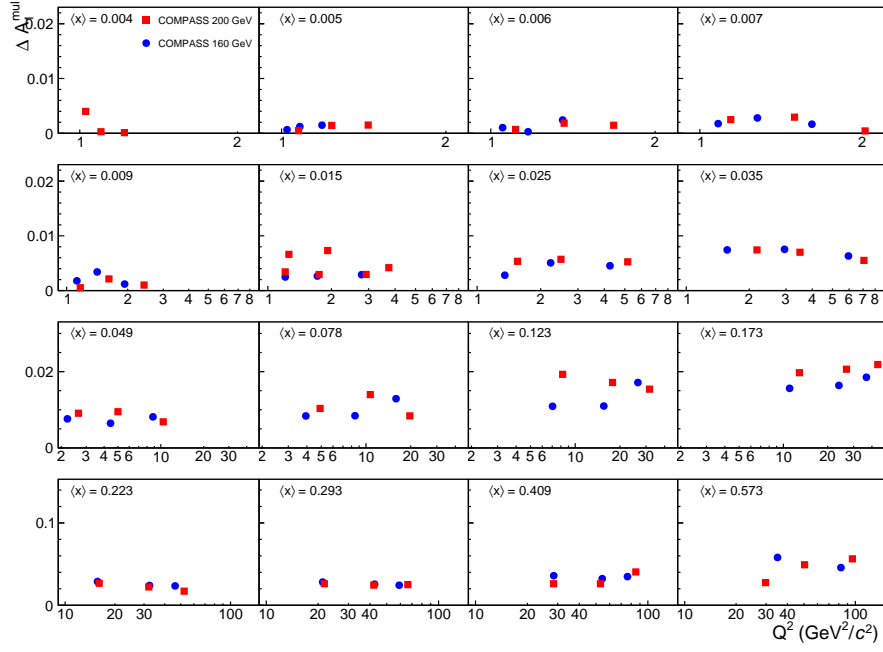 Δ A₁^mul
⟨x⟩ = 0.004
COMPASS 200 GeV
COMPASS 160 GeV
⟨x⟩ = 0.005
⟨x⟩ = 0.006
⟨x⟩ = 0.007
0.02
0.01
0
1 2 1 2 1 2 1 2
⟨x⟩ = 0.009 ⟨x⟩ = 0.015 ⟨x⟩ = 0.025 ⟨x⟩ = 0.035
0.02
0.01
0
1 2 3 4 5 6 7 8 1 2 3 4 5 6 7 8 1 2 3 4 5 6 7 8 1 2 3 4 5 6 7 8
⟨x⟩ = 0.049 ⟨x⟩ = 0.078 ⟨x⟩ = 0.123 ⟨x⟩ = 0.173
0.02
0
2 3 4 5 6 10 20 30 2 3 4 5 6 10 20 30 2 3 4 5 6 10 20 30 2 3 4 5 6 10 20 30
⟨x⟩ = 0.223 ⟨x⟩ = 0.293 ⟨x⟩ = 0.409 ⟨x⟩ = 0.573
0.1
0
10 20 30 40 100 10 20 30 40 100 10 20 30 40 100 10 20 30 40 100
Q² (GeV²/c²)